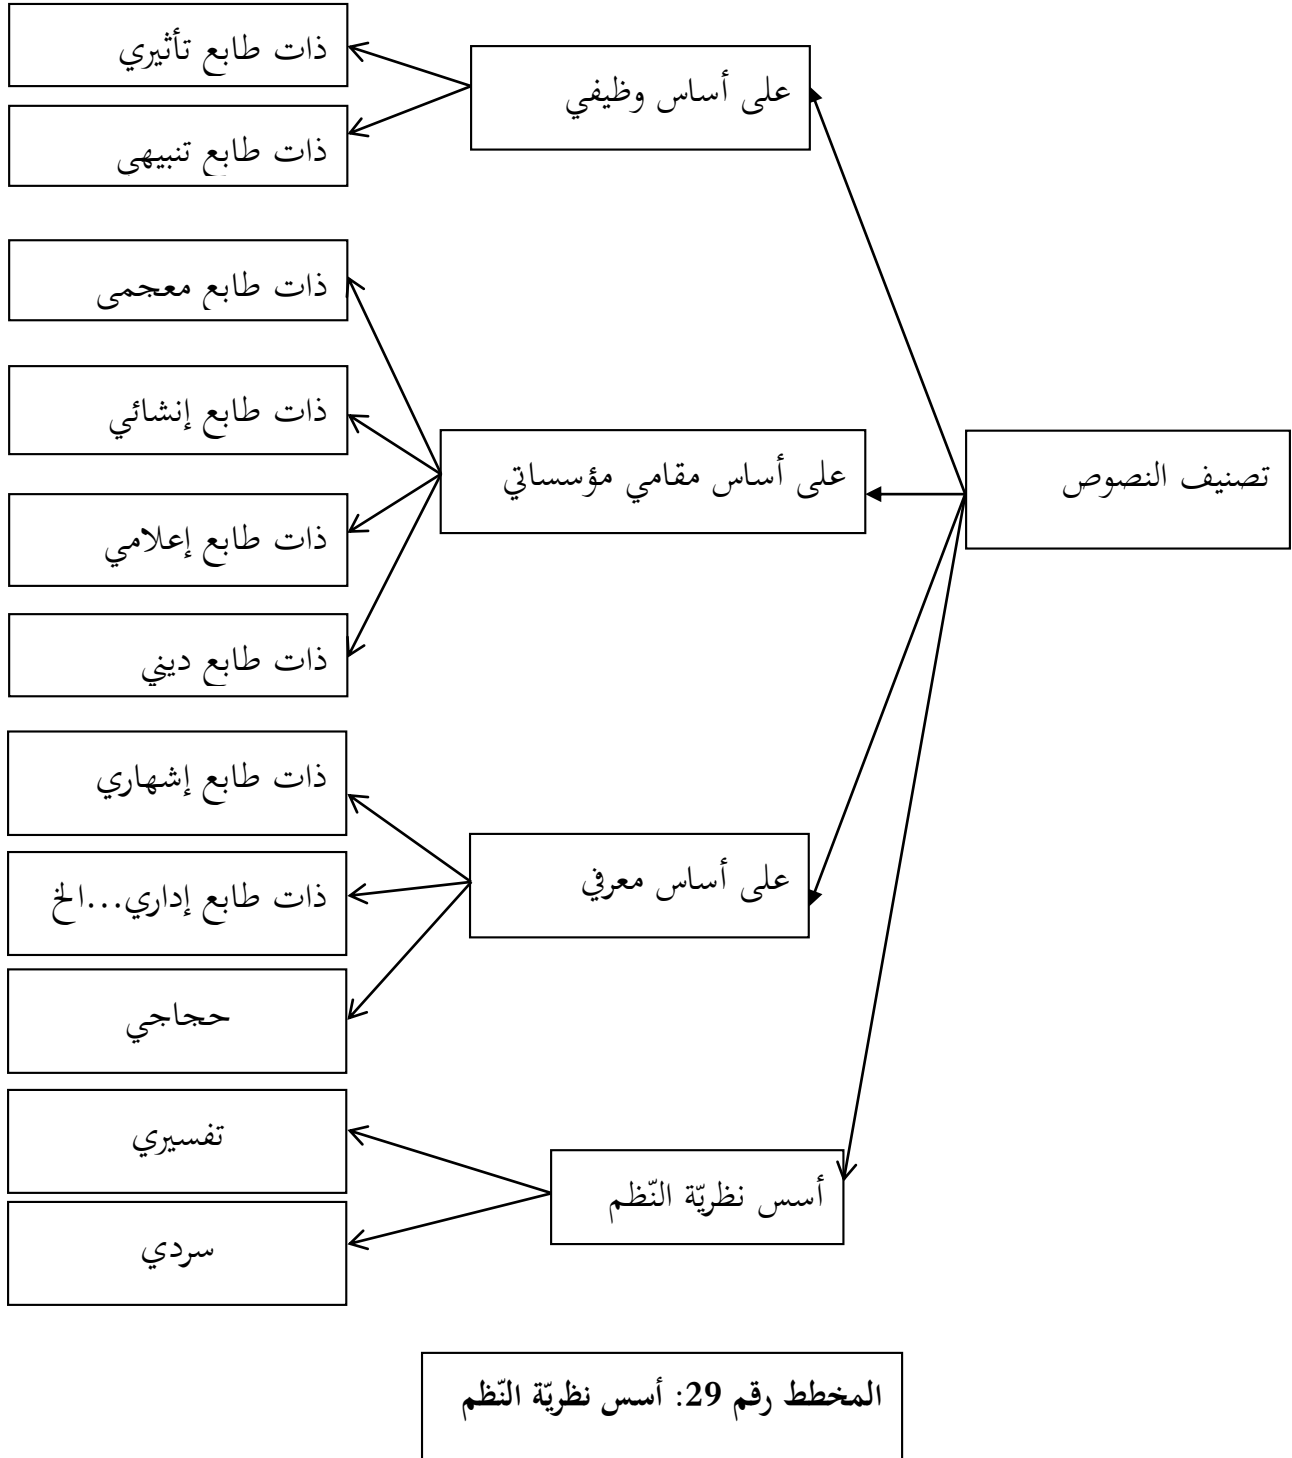 تصنيف النصوص
على أساس وظيفي
ذات طابع تأثيري
ذات طابع تنبيهي
على أساس مقامي مؤسساتي
ذات طابع معجمي
ذات طابع إنشائي
ذات طابع إعلامي
ذات طابع ديني
على أساس معرفي
ذات طابع إشهاري
ذات طابع إداري...الخ
حجاجي
أسس نظريّة النّظم
تفسيري
سردي
المخطط رقم 29: أسس نظريّة النّظم